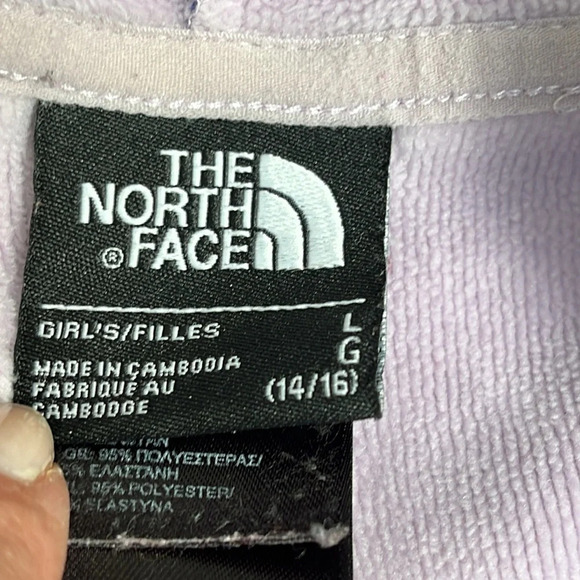 THE
NORTH
FACE
®
GIRL'S/FILLES
L
G
(14/16)
MADE IN CAMBODIA
FABRIQUÉ AU
CAMBODGE
95% ΠΟΛΥΕΣΤΕΡΑΣ/
ΕΛΑΣΤΑΝΗ
95% POLYESTER/
ELASTYNA